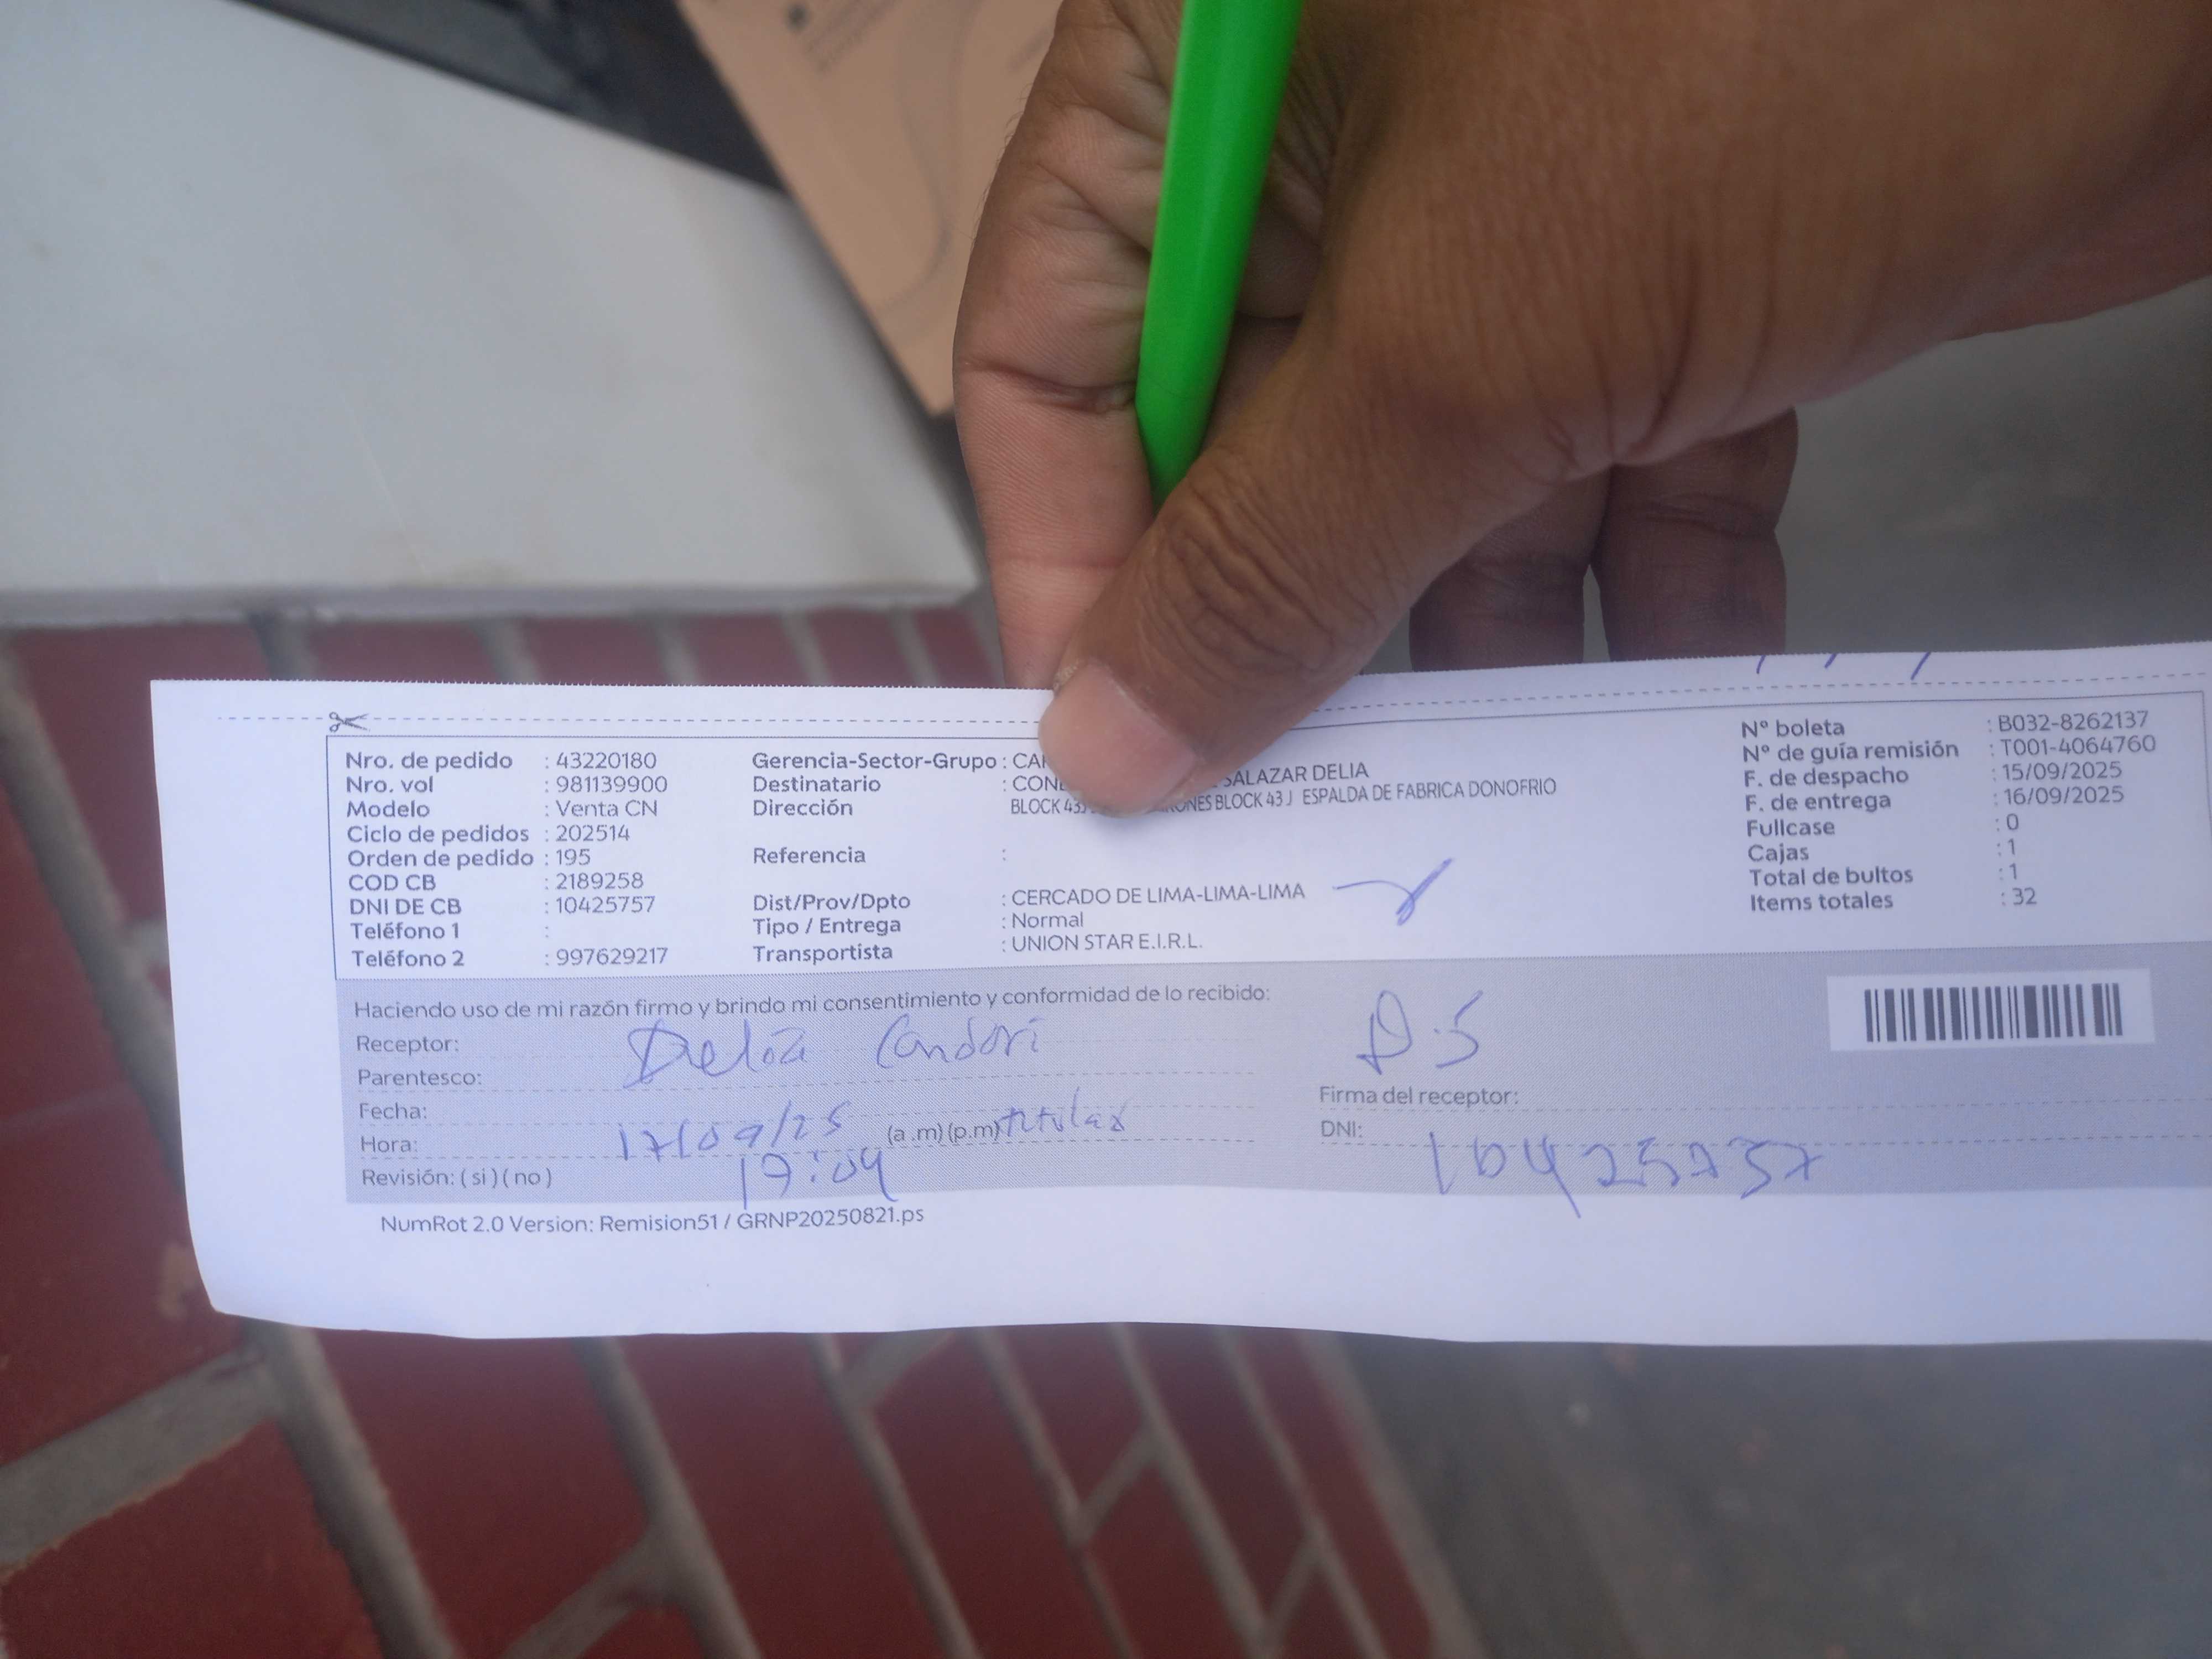 Nro. de pedido : 43220180
Nro. vol : 981139900
Modelo : Venta CN
Ciclo de pedidos : 202514
Orden de pedido : 195
COD CB : 2189258
DNI DE CB : 10425757
Teléfono 1 :
Teléfono 2 : 997629217
Gerencia-Sector-Grupo :
Destinatario : SALAZAR DELIA
Dirección BLOCK BLOCK 43 J ESPALDA DE FABRICA DONOFRIO
Referencia :
Dist/Prov/Dpto : CERCADO DE LIMA-LIMA-LIMA
Tipo / Entrega : Normal
Transportista : UNION STAR E.I.R.L.
N° boleta : B032-8262137
N° de guía remisión : T001-4064760
F. de despacho : 15/09/2025
F. de entrega : 16/09/2025
Fullcase : 0
Cajas : 1
Total de bultos : 1
Items totales : 32
Haciendo uso de mi razón firmo y brindo mi consentimiento y conformidad de lo recibido:
Receptor: Delia Condori
Parentesco:
Fecha: 17/09/25
Hora: (a .m) (p.m) titular
Revisión: ( si ) ( no ) 19:09
D.S
Firma del receptor:
DNI: 10425757
NumRot 2.0 Version: Remision51 / GRNP20250821.ps